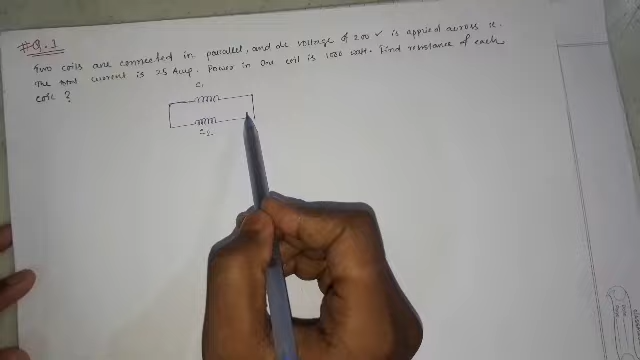 #Q.1
Two coils are connected in parallel, and dc voltage of 200 v is applied across it.
The total current is 25 Amp. Power in One coil is 1000 watt. Find resistance of each
coil ?
C₁
C₂